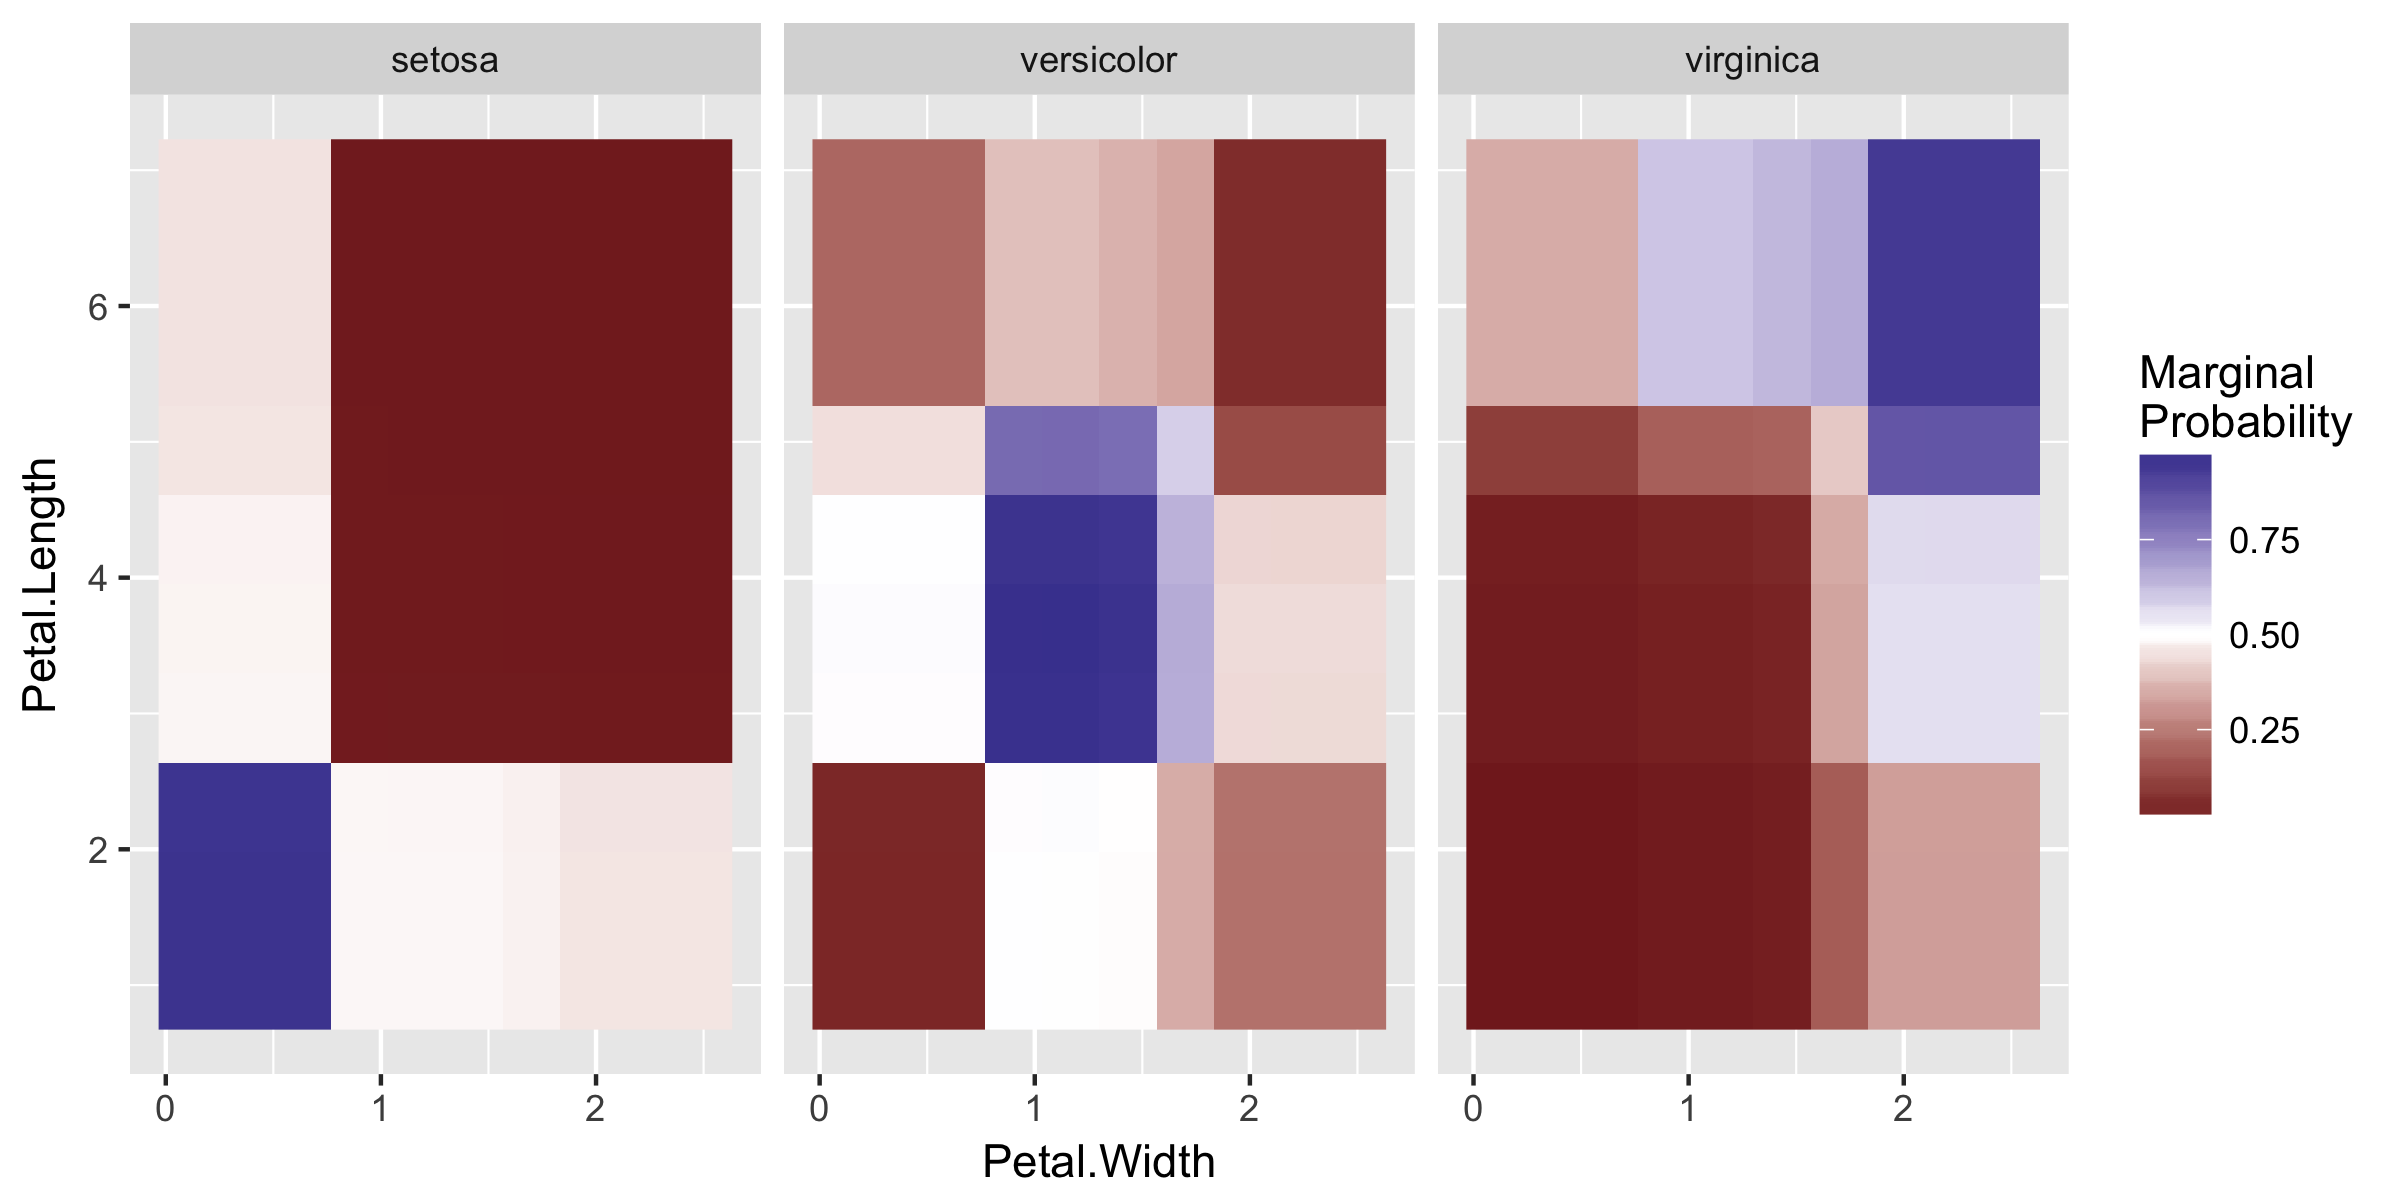 setosa
versicolor
virginica
6
4
2
Petal.Length
0 1 2
0 1 2
0 1 2
Petal.Width
Marginal
Probability
0.75
0.50
0.25